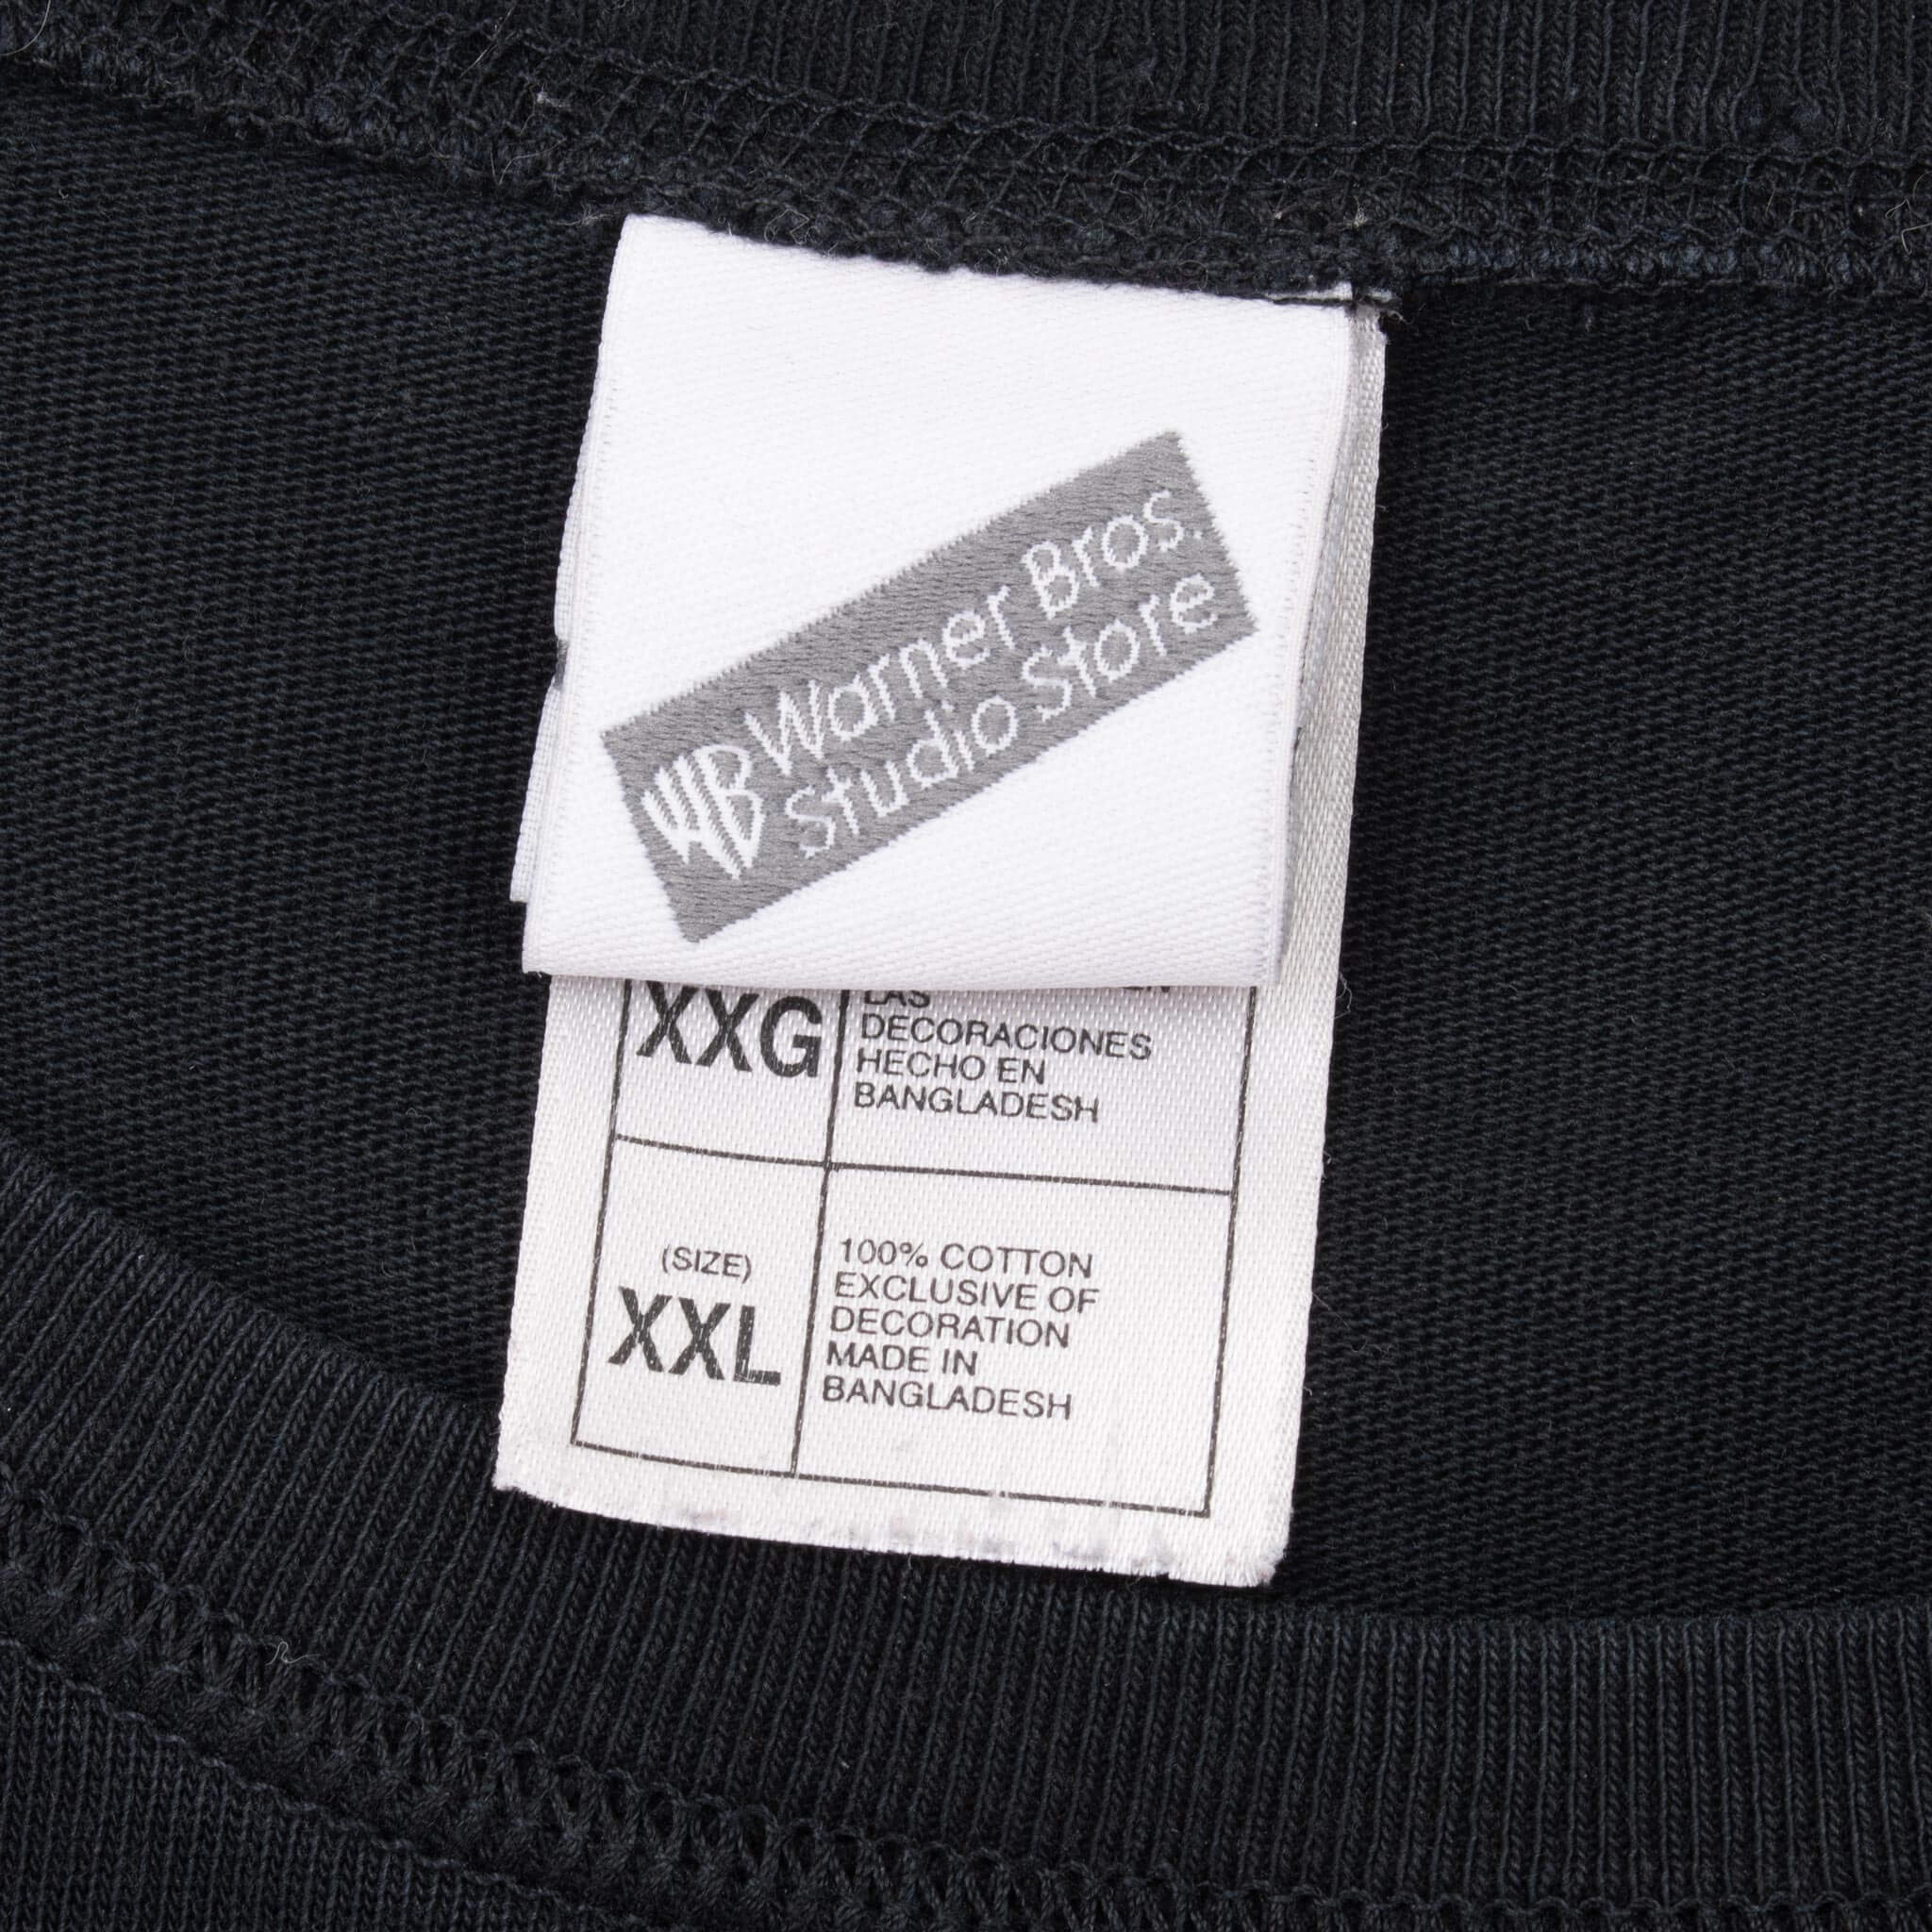 WB Warner Bros.
Studio Store
LAS
XXG
DECORACIONES
HECHO EN
BANGLADESH
(SIZE)
XXL
100% COTTON
EXCLUSIVE OF
DECORATION
MADE IN
BANGLADESH